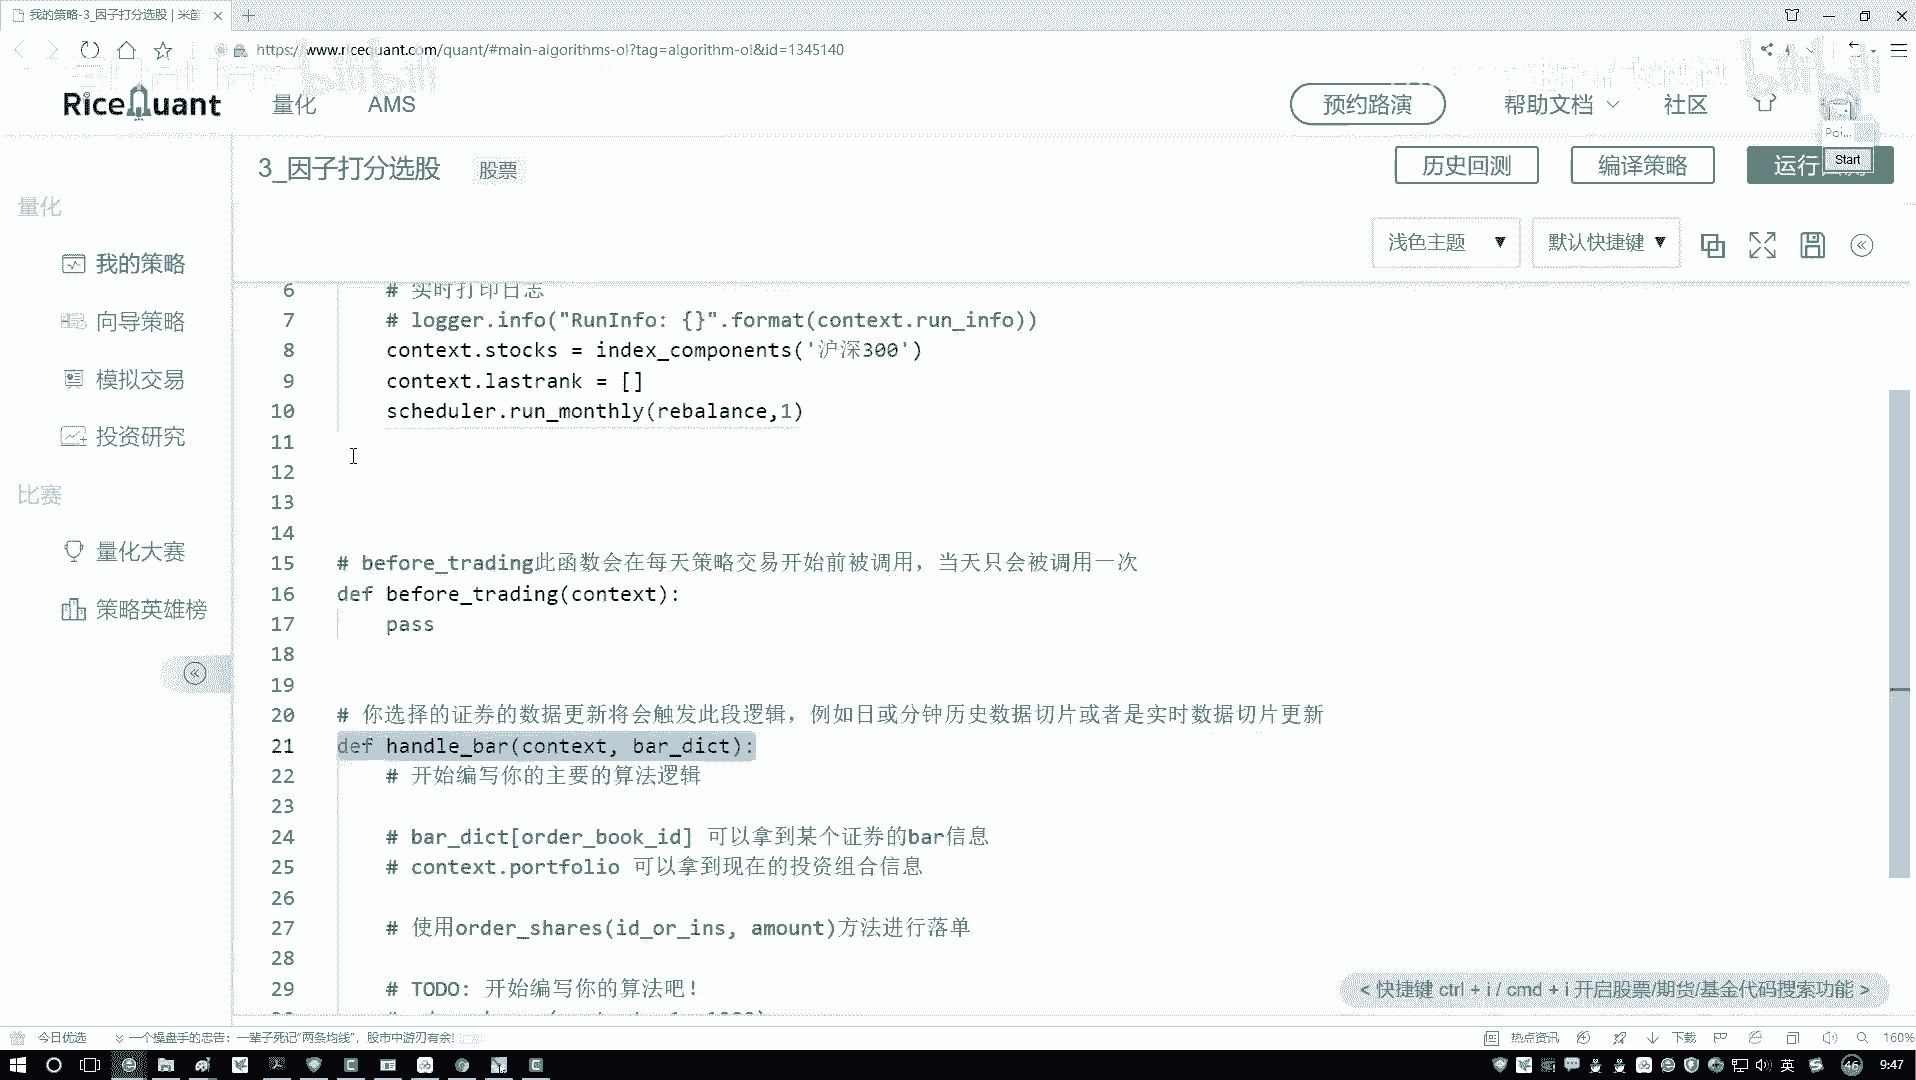 我的策略-3_因子打分选股 | 米筐
https://www.ricequant.com/quant/#main-algorithms-ol?tag=algorithm-ol&id=1345140
RiceQuant
量化
AMS
预约路演
帮助文档
社区
Poi...
Start
3_因子打分选股
股票
历史回测
编译策略
浅色主题
默认快捷键
量化
我的策略
向导策略
模拟交易
投资研究
比赛
量化大赛
策略英雄榜
6 # 实时打印日志
7 # logger.info("RunInfo: {}".format(context.run_info))
8 context.stocks = index_components('沪深300')
9 context.lastrank = []
10 scheduler.run_monthly(rebalance,1)
11
12
13
14
15 # before_trading此函数会在每天策略交易开始前被调用，当天只会被调用一次
16 def before_trading(context):
17 pass
18
19
20 # 你选择的证券的数据更新将会触发此段逻辑，例如日或分钟历史数据切片或者是实时数据切片更新
21 def handle_bar(context, bar_dict):
22 # 开始编写你的主要的算法逻辑
23
24 # bar_dict[order_book_id] 可以拿到某个证券的bar信息
25 # context.portfolio 可以拿到现在的投资组合信息
26
27 # 使用order_shares(id_or_ins, amount)方法进行落单
28
29 # TODO: 开始编写你的算法吧！
< 快捷键 ctrl + i / cmd + i 开启股票/期货/基金代码搜索功能 >
今日优选
一个操盘手的忠告：一辈子死记"两条均线"，股市中游刃有余!
热点资讯
下载
160%
英
46
9:47